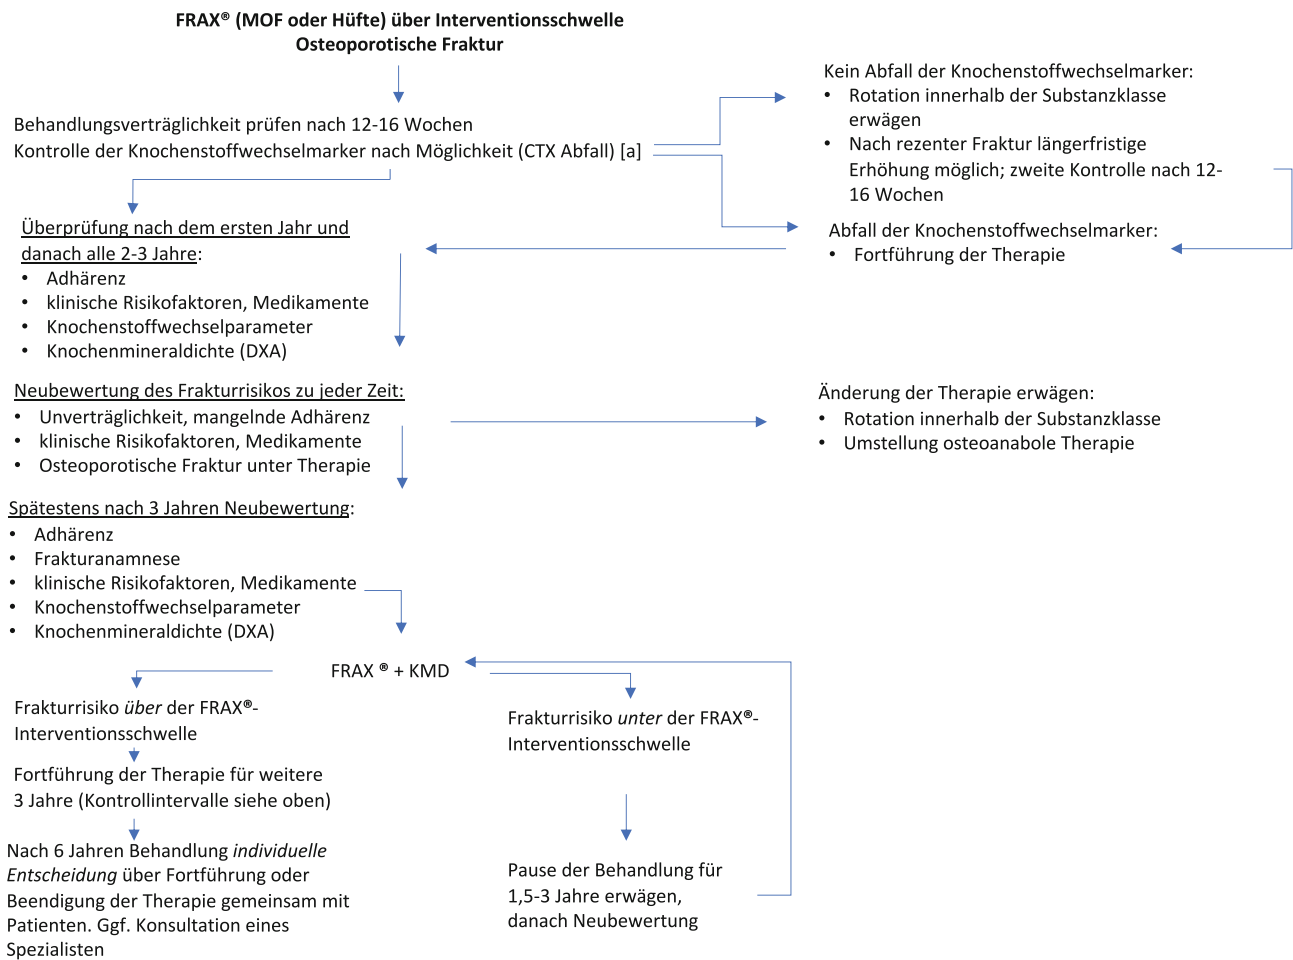 FRAX® (MOF oder Hüfte) über Interventionsschwelle
Osteoporotische Fraktur
Behandlungsverträglichkeit prüfen nach 12-16 Wochen
Kontrolle der Knochenstoffwechselmarker nach Möglichkeit (CTX Abfall) [a]
Kein Abfall der Knochenstoffwechselmarker:
• Rotation innerhalb der Substanzklasse
erwägen
• Nach rezenter Fraktur längerfristige
Erhöhung möglich; zweite Kontrolle nach 12-
16 Wochen
Abfall der Knochenstoffwechselmarker:
• Fortführung der Therapie
Überprüfung nach dem ersten Jahr und
danach alle 2-3 Jahre:
• Adhärenz
• klinische Risikofaktoren, Medikamente
• Knochenstoffwechselparameter
• Knochenmineraldichte (DXA)
Neubewertung des Frakturrisikos zu jeder Zeit:
• Unverträglichkeit, mangelnde Adhärenz
• klinische Risikofaktoren, Medikamente
• Osteoporotische Fraktur unter Therapie
Änderung der Therapie erwägen:
• Rotation innerhalb der Substanzklasse
• Umstellung osteoanabole Therapie
Spätestens nach 3 Jahren Neubewertung:
• Adhärenz
• Frakturanamnese
• klinische Risikofaktoren, Medikamente
• Knochenstoffwechselparameter
• Knochenmineraldichte (DXA)
FRAX ® + KMD
Frakturrisiko über der FRAX®-
Interventionsschwelle
Fortführung der Therapie für weitere
3 Jahre (Kontrollintervalle siehe oben)
Nach 6 Jahren Behandlung individuelle
Entscheidung über Fortführung oder
Beendigung der Therapie gemeinsam mit
Patienten. Ggf. Konsultation eines
Spezialisten
Frakturrisiko unter der FRAX®-
Interventionsschwelle
Pause der Behandlung für
1,5-3 Jahre erwägen,
danach Neubewertung